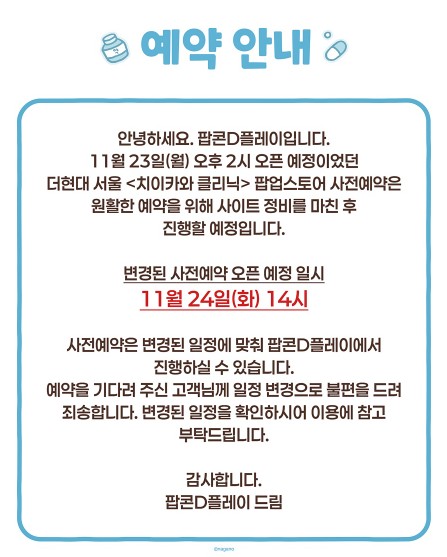 예약 안내
안녕하세요. 팝콘D플레이입니다.
11월 23일(월) 오후 2시 오픈 예정이었던
더현대 서울 <치이카와 클리닉> 팝업스토어 사전예약은
원활한 예약을 위해 사이트 정비를 마친 후
진행할 예정입니다.
변경된 사전예약 오픈 예정 일시
11월 24일(화) 14시
사전예약은 변경된 일정에 맞춰 팝콘D플레이에서
진행하실 수 있습니다.
예약을 기다려 주신 고객님께 일정 변경으로 불편을 드려
죄송합니다. 변경된 일정을 확인하시어 이용에 참고
부탁드립니다.
감사합니다.
팝콘D플레이 드림
©nagano